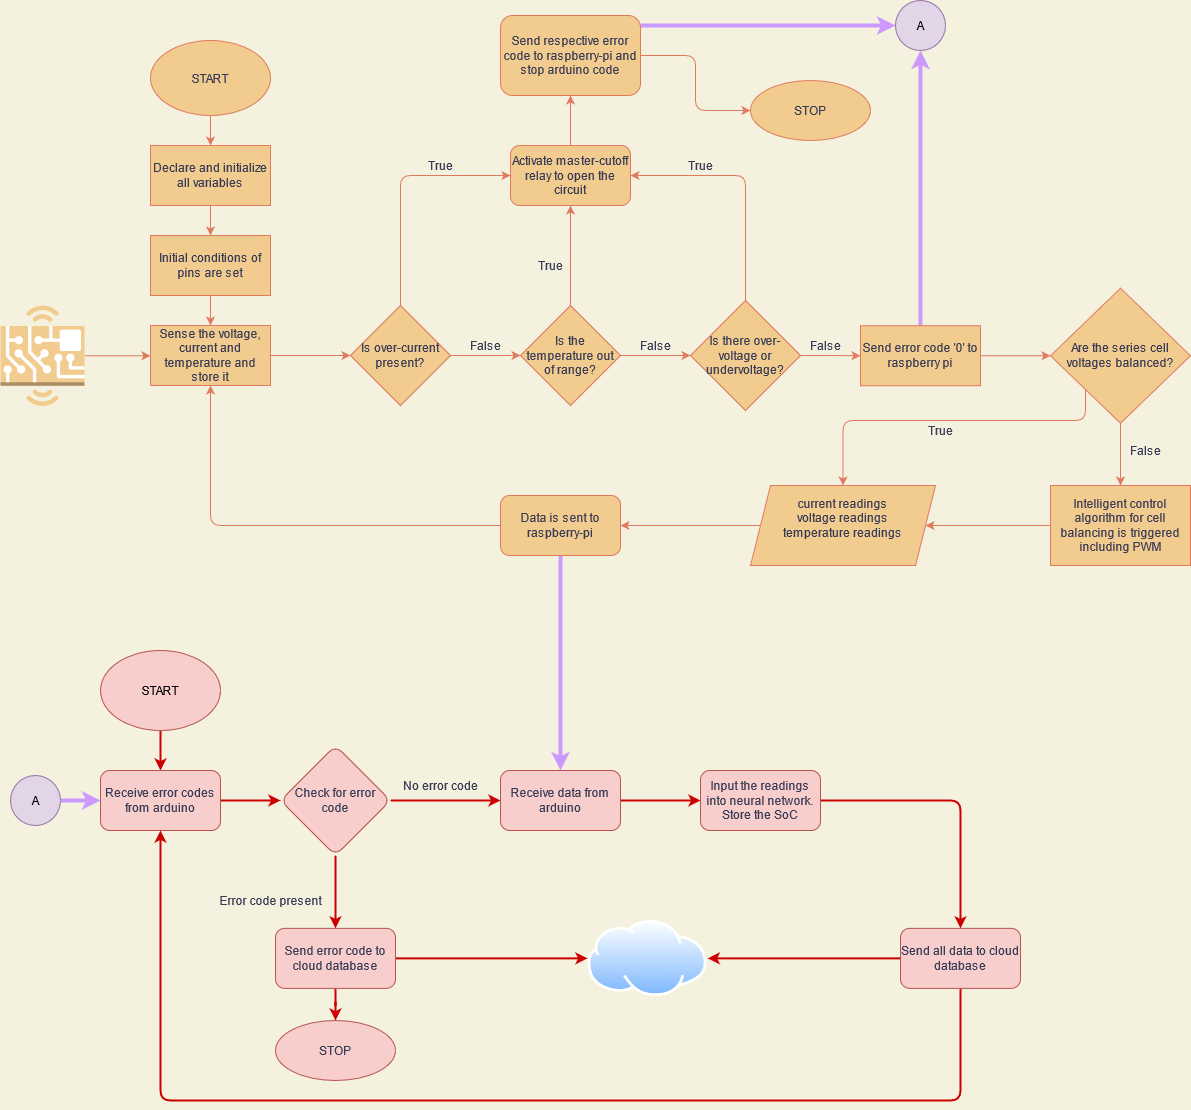 A
Send respective error
code to raspberry-pi and
stop arduino code
START
STOP
Activate master-cutoff
relay to open the
circuit
True
True
Declare and initialize
all variables
True
Initial conditions of
pins are set
Sense the voltage,
current and
temperature and
store it
Is over-current
present?
False
Is the
temperature out
of range?
False
Is there over-
voltage or
undervoltage?
False
Send error code '0' to
raspberry pi
Are the series cell
voltages balanced?
True
False
Data is sent to
raspberry-pi
current readings
voltage readings
temperature readings
Intelligent control
algorithm for cell
balancing is triggered
including PWM
START
A
Receive error codes
from arduino
Check for error
code
No error code
Receive data from
arduino
Input the readings
into neural network.
Store the SoC
Error code present
Send error code to
cloud database
Send all data to cloud
database
STOP